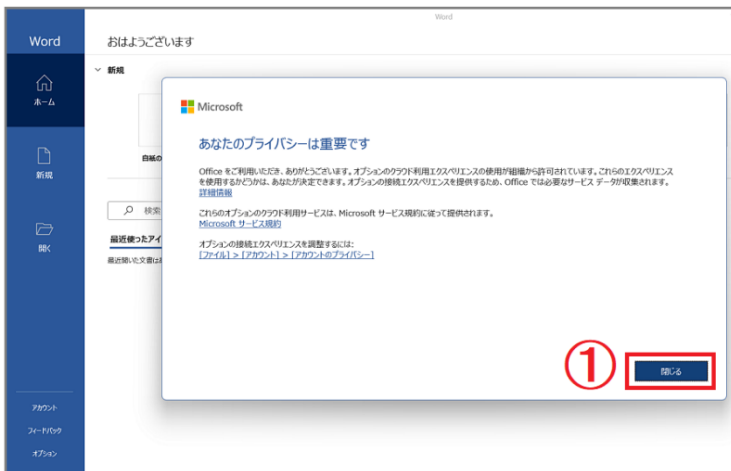 Word
Word
おはようございます
新規
ホーム
Microsoft
あなたのプライバシーは重要です
白紙の
新規
Office をご利用いただき、ありがとうございます。オプションのクラウド利用エクスペリエンスの使用が組織から許可されています。これらのエクスペリエンス
を使用するかどうかは、あなたが決定できます。オプションの接続エクスペリエンスを提供するため、Office では必要なサービス データが収集されます。
詳細情報
検索
これらのオプションのクラウド利用サービスは、Microsoft サービス規約に従って提供されます。
Microsoft サービス規約
開く
最近使ったアイ
オプションの接続エクスペリエンスを調整するには:
[ファイル] > [アカウント] > [アカウントのプライバシー]
最近開いた文書は
①
閉じる
アカウント
フィードバック
オプション